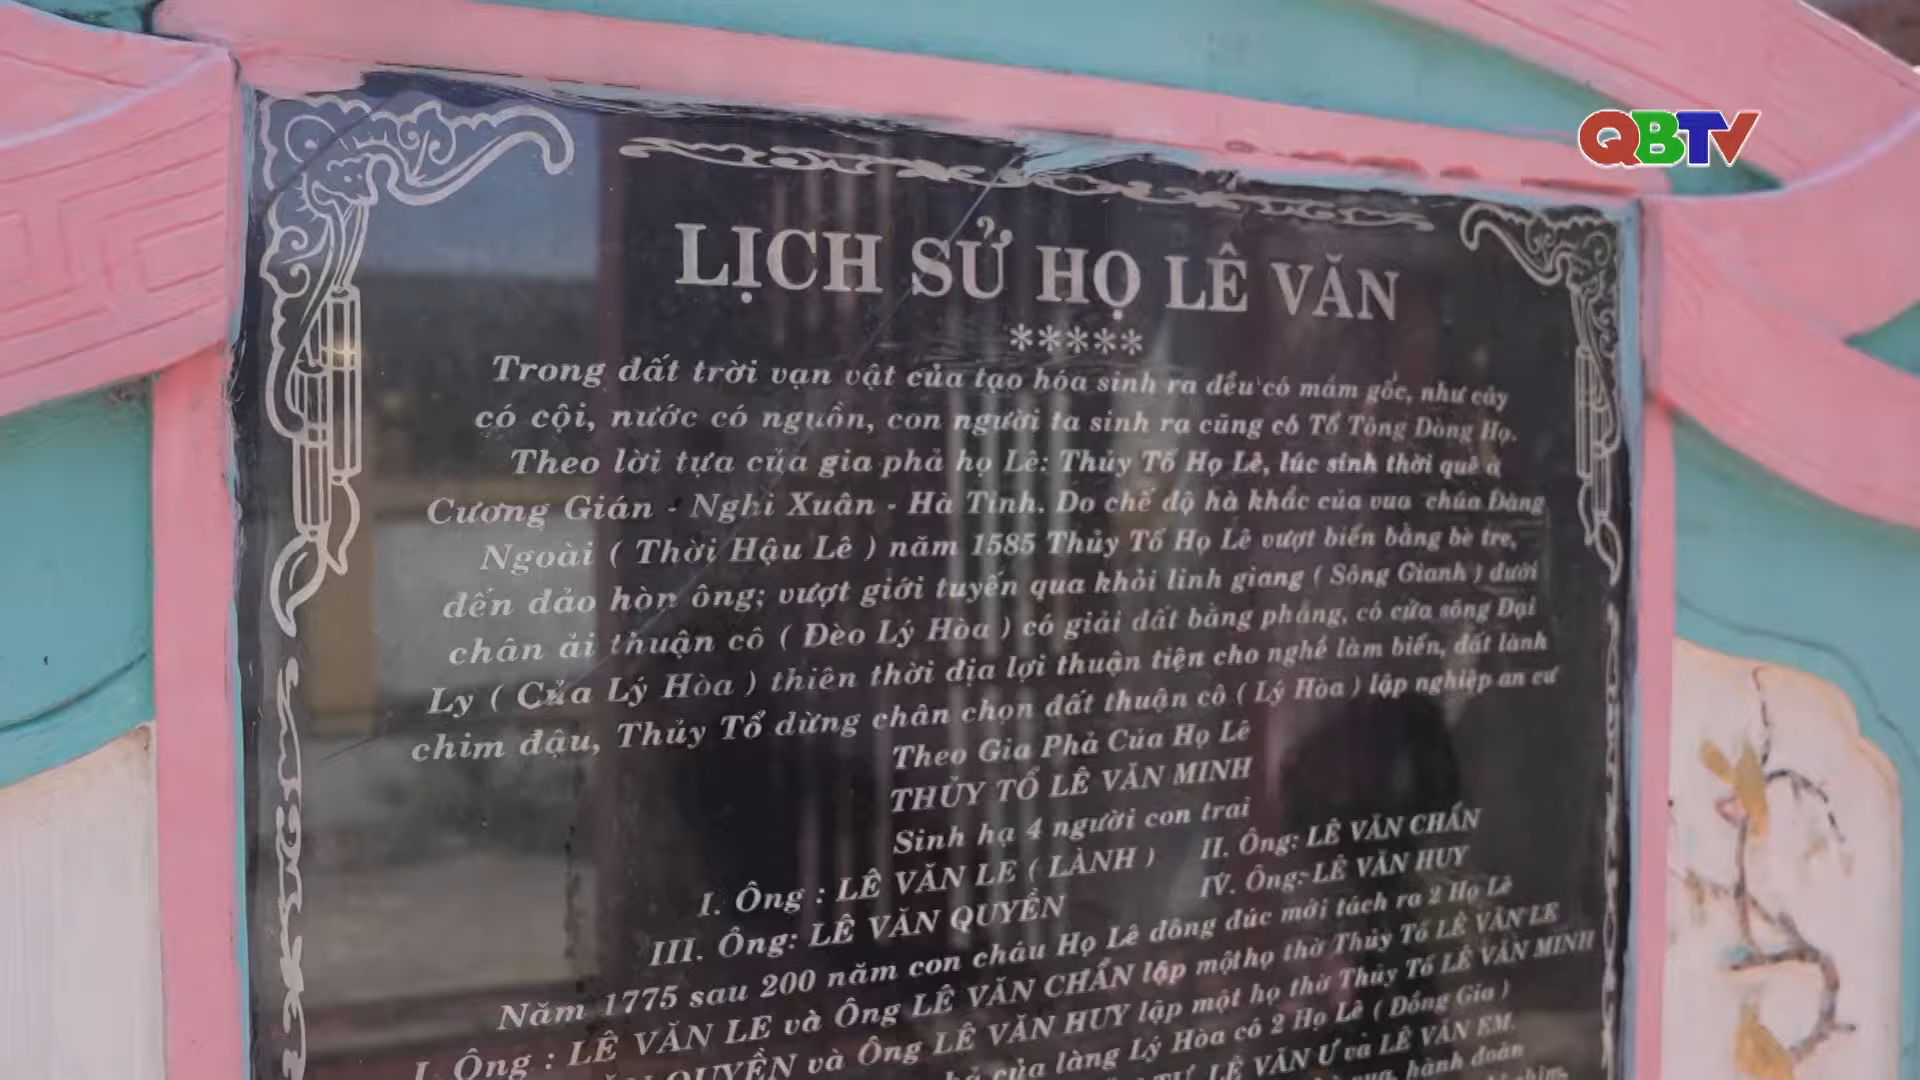 QBTV
LỊCH SỬ HỌ LÊ VĂN
*****
Trong đất trời vạn vật của tạo hóa sinh ra đều có mầm gốc, như cây
có cội, nước có nguồn, con người ta sinh ra cũng có Tổ Tông Dòng Họ.
Theo lời tựa của gia phả họ Lê: Thủy Tổ Họ Lê, lúc sinh thời quê ở
Cương Gián - Nghi Xuân - Hà Tĩnh. Do chế độ hà khắc của vua chúa Đàng
Ngoài ( Thời Hậu Lê ) năm 1585 Thủy Tổ Họ Lê vượt biển bằng bè tre,
đến đảo hòn ông; vượt giới tuyến qua khỏi linh giang ( Sông Gianh ) dưới
chân ải thuận cô ( Đèo Lý Hòa ) có giải đất bằng phẳng, có cửa sông Đại
Ly ( Cửa Lý Hòa ) thiên thời địa lợi thuận tiện cho nghề làm biển, đất lành
chim đậu, Thủy Tổ dừng chân chọn đất thuận cô ( Lý Hòa ) lập nghiệp an cư
Theo Gia Phả Của Họ Lê
THỦY TỔ LÊ VĂN MINH
Sinh hạ 4 người con trai
I. Ông : LÊ VĂN LE ( LÀNH ) II. Ông: LÊ VĂN CHẨN
III. Ông: LÊ VĂN QUYỀN IV. Ông: LÊ VĂN HUY
Năm 1775 sau 200 năm con cháu Họ Lê đông đúc mới tách ra 2 Họ Lê
I. Ông : LÊ VĂN LE và Ông LÊ VĂN CHẨN lập một họ thờ Thủy Tổ LÊ VĂN LE
QUYỀN và Ông LÊ VĂN HUY lập một họ thờ Thủy Tổ LÊ VĂN MINH
của làng Lý Hòa có 2 Họ Lê ( Đồng Gia )
LÊ VĂN Ư và LÊ VĂN EM.
hành đoàn